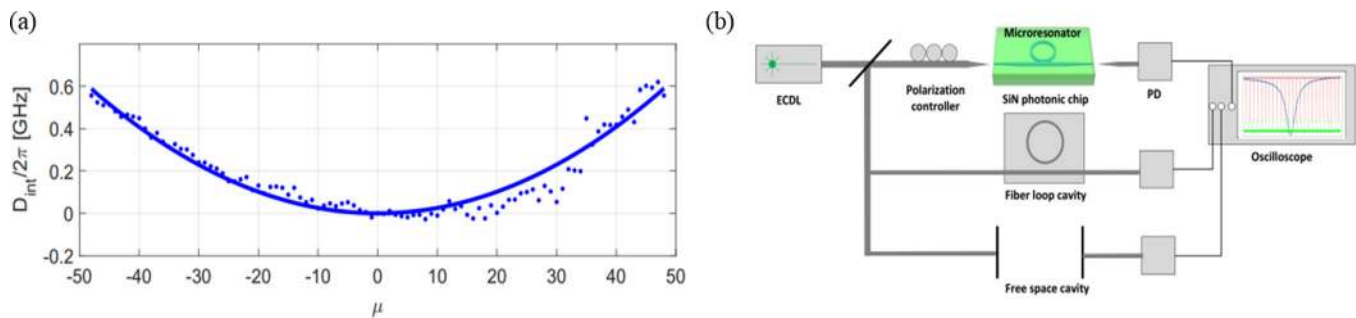 (a)
D_int/2π [GHz]
0.6
0.4
0.2
0
-0.2
-50 -40 -30 -20 -10 0 10 20 30 40 50
μ
(b)
Microresonator
ECDL
Polarization
controller
SiN photonic chip
PD
Oscilloscope
Fiber loop cavity
Free space cavity